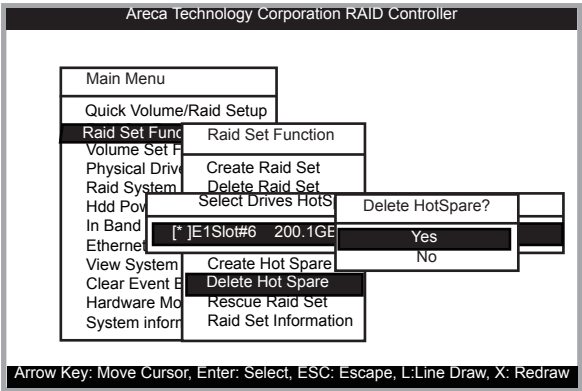 Areca Technology Corporation RAID Controller
Main Menu
Quick Volume/Raid Setup
Raid Set Func
Volume Set F
Physical Drive
Raid System
Hdd Pow
In Band
Ethernet
View System
Clear Event B
Hardware Mo
System inform
Raid Set Function
Create Raid Set
Delete Raid Set
Create Hot Spare
Delete Hot Spare
Rescue Raid Set
Raid Set Information
Select Drives HotS
[* ]E1Slot#6 200.1GB
Delete HotSpare?
Yes
No
Arrow Key: Move Cursor, Enter: Select, ESC: Escape, L:Line Draw, X: Redraw